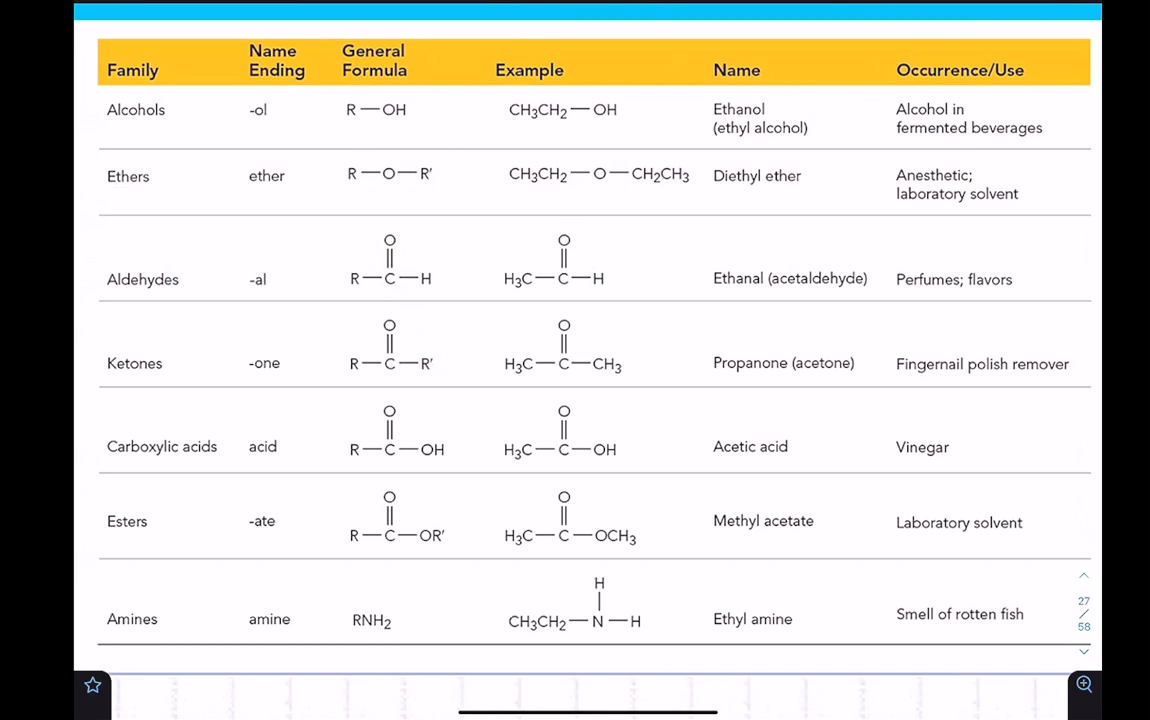 Family Name Ending General Formula Example Name Occurrence/Use
Alcohols -ol R—OH CH₃CH₂—OH Ethanol (ethyl alcohol) Alcohol in fermented beverages
Ethers ether R—O—R′ CH₃CH₂—O—CH₂CH₃ Diethyl ether Anesthetic; laboratory solvent
O O
|| ||
Aldehydes -al R—C—H H₃C—C—H Ethanal (acetaldehyde) Perfumes; flavors
O O
|| ||
Ketones -one R—C—R′ H₃C—C—CH₃ Propanone (acetone) Fingernail polish remover
O O
|| ||
Carboxylic acids acid R—C—OH H₃C—C—OH Acetic acid Vinegar
O O
|| ||
Esters -ate R—C—OR′ H₃C—C—OCH₃ Methyl acetate Laboratory solvent
H
|
Amines amine RNH₂ CH₃CH₂—N—H Ethyl amine Smell of rotten fish
27
/
58